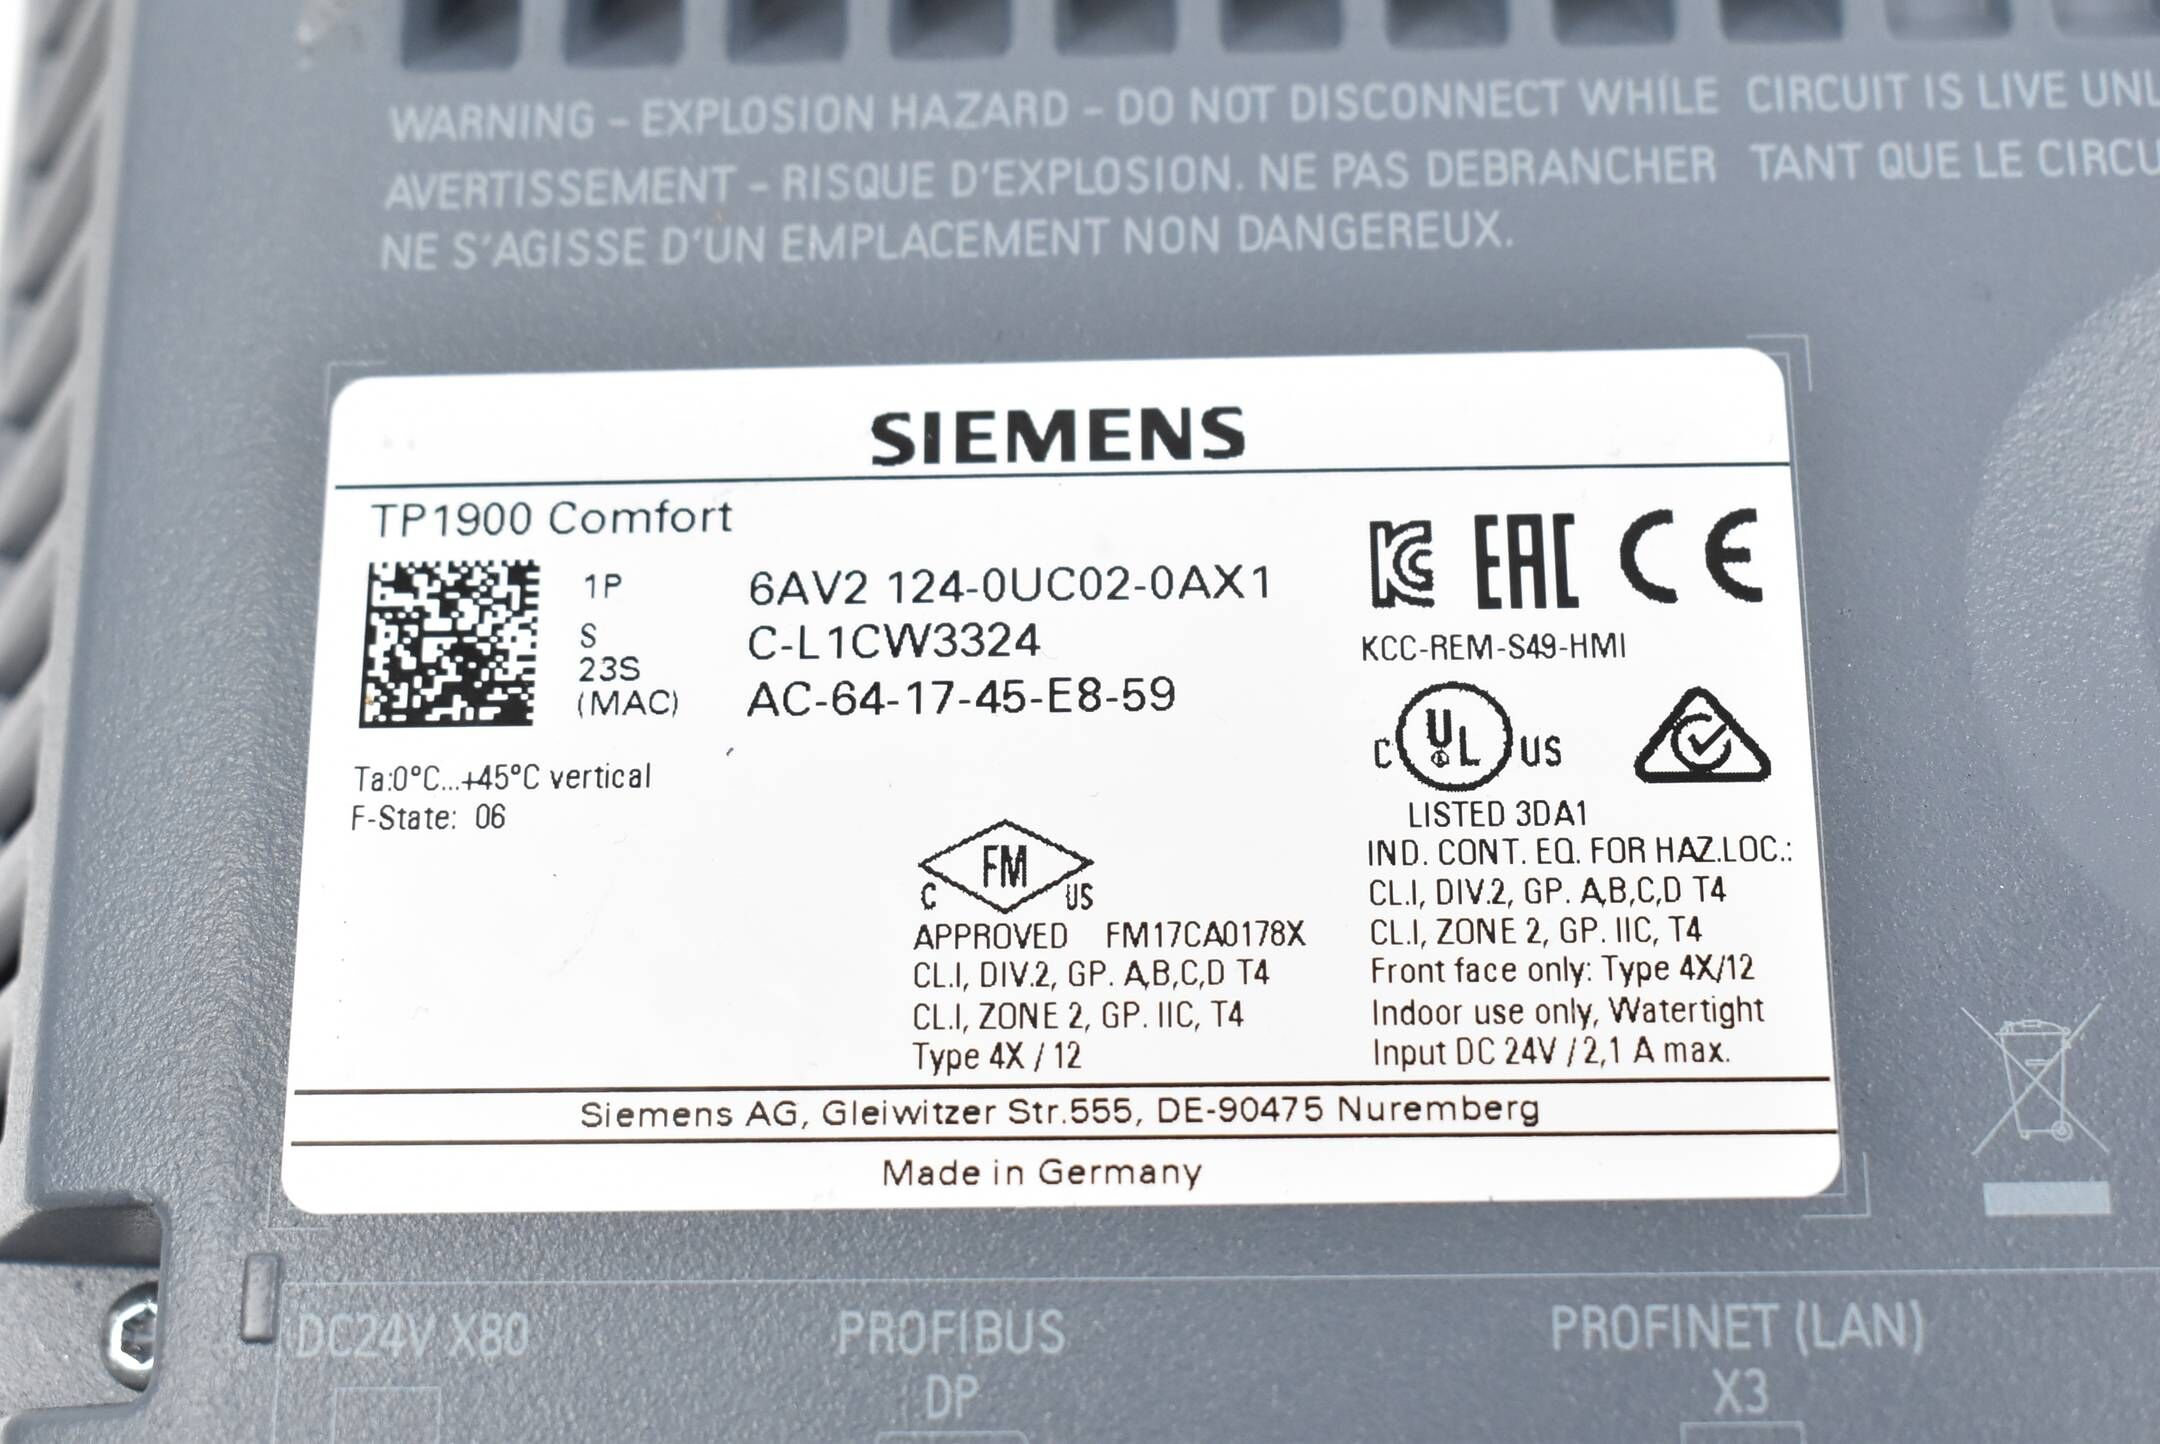 WARNING - EXPLOSION HAZARD - DO NOT DISCONNECT WHILE CIRCUIT IS LIVE
AVERTISSEMENT - RISQUE D'EXPLOSION. NE PAS DEBRANCHER TANT QUE LE
NE S'AGISSE D'UN EMPLACEMENT NON DANGEREUX.
SIEMENS
TP1900 Comfort
1P 6AV2 124-0UC02-0AX1
S C-L1CW3324
23S
(MAC) AC-64-17-45-E8-59
Ta:0°C...+45°C vertical
F-State: 06
KC EAC CE
KCC-REM-S49-HMI
C UL US
LISTED 3DA1
IND. CONT. EQ. FOR HAZ.LOC.:
CL.I, DIV.2, GP. A,B,C,D T4
CL.I, ZONE 2, GP. IIC, T4
Front face only: Type 4X/12
Indoor use only, Watertight
Input DC 24V / 2,1 A max.
C FM US
APPROVED FM17CA0178X
CL.I, DIV.2, GP. A,B,C,D T4
CL.I, ZONE 2, GP. IIC, T4
Type 4X / 12
Siemens AG, Gleiwitzer Str.555, DE-90475 Nuremberg
Made in Germany
DC24V X80
PROFIBUS
DP
PROFINET (LAN)
X3